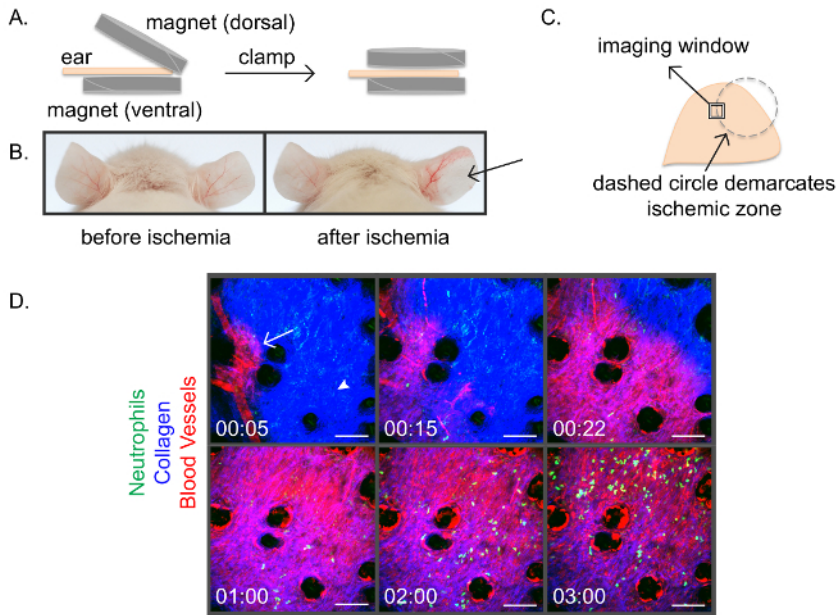 A.
magnet (dorsal)
ear
clamp
magnet (ventral)
B.
before ischemia
after ischemia
C.
imaging window
dashed circle demarcates
ischemic zone
D.
Neutrophils
Collagen
Blood Vessels
00:05
00:15
00:22
01:00
02:00
03:00